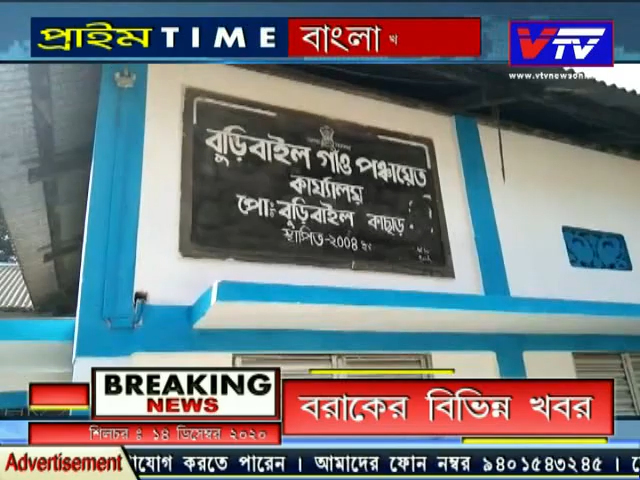 প্রাইম TIME বাংলা খ
VTV
www.vtvnewson
বুড়িবাইল গাঁও পঞ্চায়েত
কার্য্যালয়
পোঃ বুড়িবাইল কাছাড়
স্থাপিত-২০০৪ ইং
BREAKING
NEWS
বরাকের বিভিন্ন খবর
শিলচর ঃ ১৪ ডিসেম্বর ২০২০
Advertisement যোগ করতে পারেন । আমাদের ফোন নম্বর ৯৪০১৫৪৩২৪৫ ।